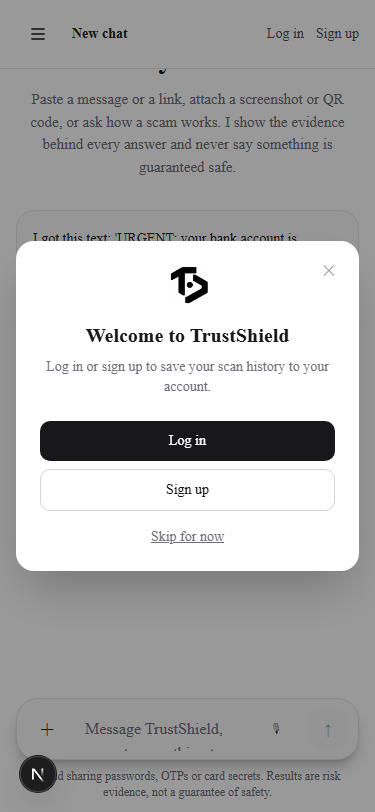 New chat
Log in
Sign up
Paste a message or a link, attach a screenshot or QR
code, or ask how a scam works. I show the evidence
behind every answer and never say something is
guaranteed safe.
I got this text: 'URGENT: your bank account is
Welcome to TrustShield
Log in or sign up to save your scan history to your
account.
Log in
Sign up
Skip for now
Message TrustShield,
N
sharing passwords, OTPs or card secrets. Results are risk
evidence, not a guarantee of safety.